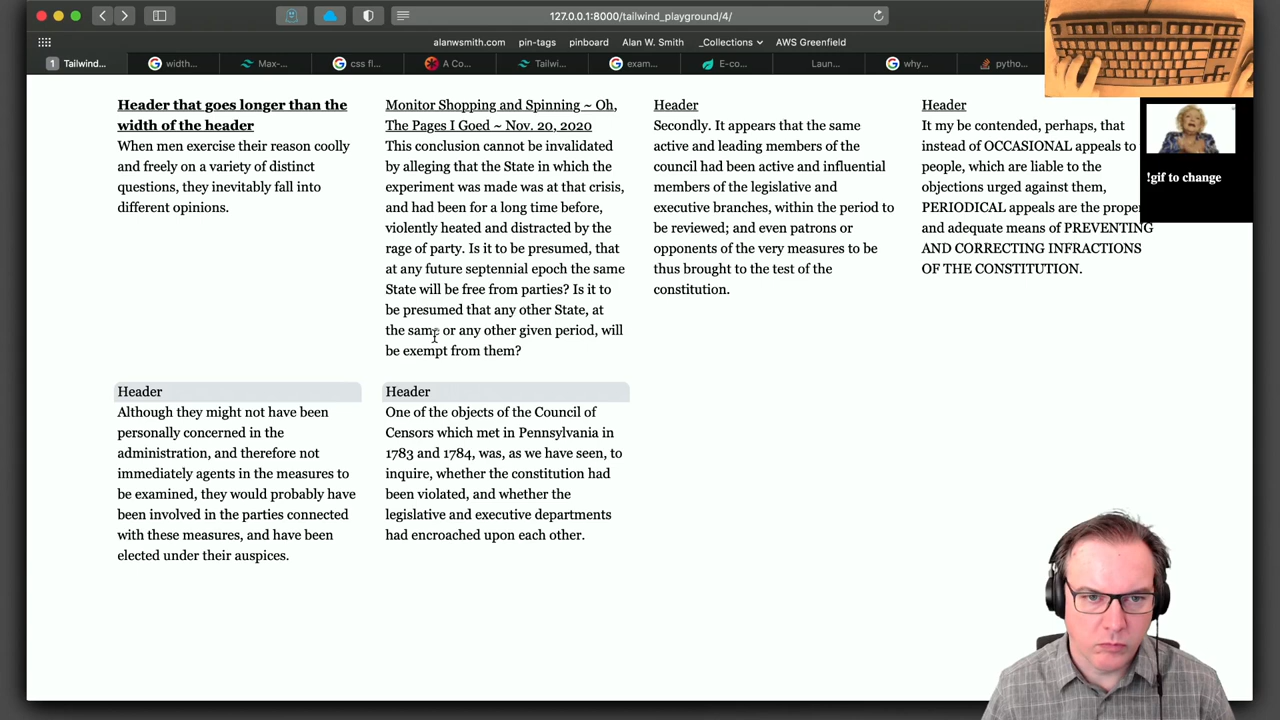 127.0.0.1:8000/tailwind_playground/4/
alanwsmith.com pin-tags pinboard Alan W. Smith _Collections AWS Greenfield
1 Tailwind... width... Max-... css fl... A Co... Tailwi... exam... E-co... Laun... why... pytho...
Header that goes longer than the
width of the header
When men exercise their reason coolly
and freely on a variety of distinct
questions, they inevitably fall into
different opinions.
Monitor Shopping and Spinning ~ Oh,
The Pages I Goed ~ Nov. 20, 2020
This conclusion cannot be invalidated
by alleging that the State in which the
experiment was made was at that crisis,
and had been for a long time before,
violently heated and distracted by the
rage of party. Is it to be presumed, that
at any future septennial epoch the same
State will be free from parties? Is it to
be presumed that any other State, at
the same or any other given period, will
be exempt from them?
Header
Secondly. It appears that the same
active and leading members of the
council had been active and influential
members of the legislative and
executive branches, within the period to
be reviewed; and even patrons or
opponents of the very measures to be
thus brought to the test of the
constitution.
Header
It my be contended, perhaps, that
instead of OCCASIONAL appeals to
people, which are liable to the
objections urged against them,
PERIODICAL appeals are the prope
and adequate means of PREVENTING
AND CORRECTING INFRACTIONS
OF THE CONSTITUTION.
!gif to change
Header
Although they might not have been
personally concerned in the
administration, and therefore not
immediately agents in the measures to
be examined, they would probably have
been involved in the parties connected
with these measures, and have been
elected under their auspices.
Header
One of the objects of the Council of
Censors which met in Pennsylvania in
1783 and 1784, was, as we have seen, to
inquire, whether the constitution had
been violated, and whether the
legislative and executive departments
had encroached upon each other.